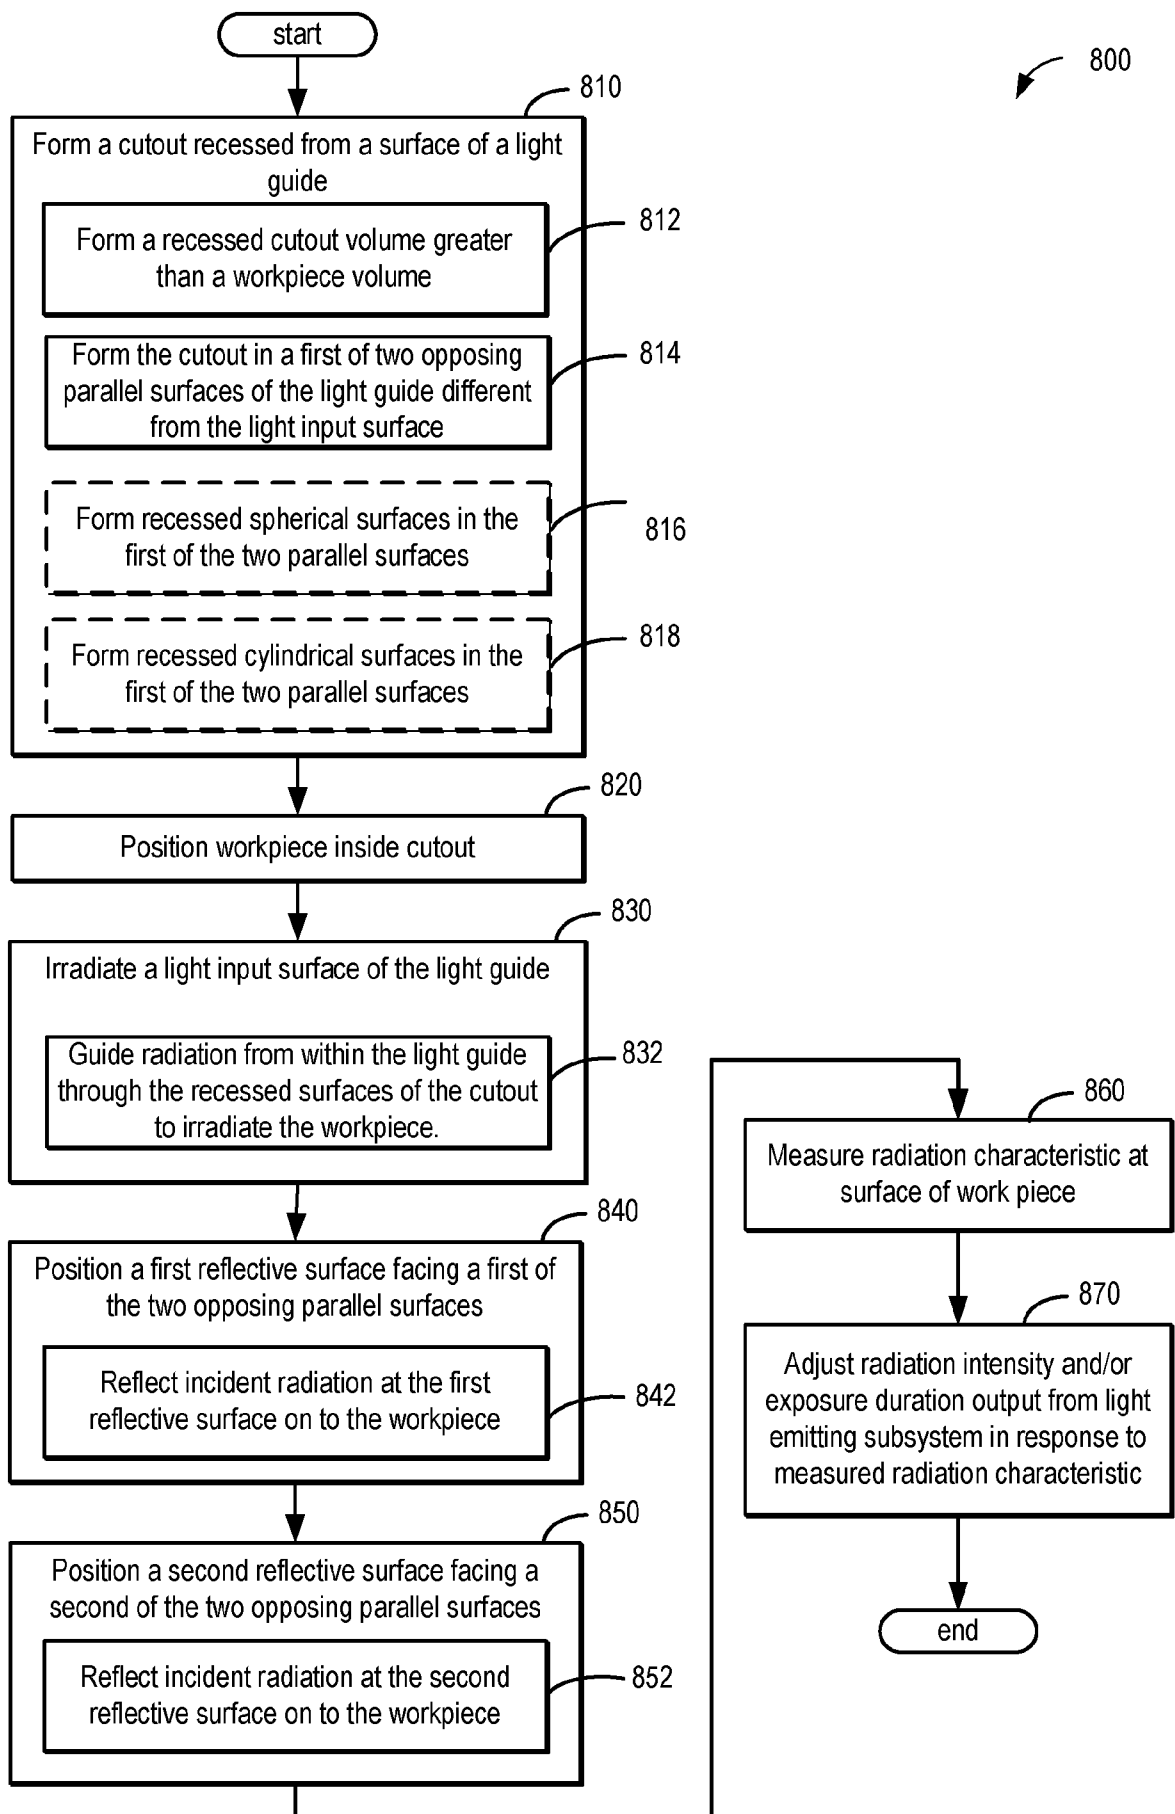 start
800
810
Form a cutout recessed from a surface of a light
guide
812
Form a recessed cutout volume greater
than a workpiece volume
814
Form the cutout in a first of two opposing
parallel surfaces of the light guide different
from the light input surface
816
Form recessed spherical surfaces in the
first of the two parallel surfaces
818
Form recessed cylindrical surfaces in the
first of the two parallel surfaces
820
Position workpiece inside cutout
830
Irradiate a light input surface of the light guide
832
Guide radiation from within the light guide
through the recessed surfaces of the cutout
to irradiate the workpiece.
840
Position a first reflective surface facing a first of
the two opposing parallel surfaces
842
Reflect incident radiation at the first
reflective surface on to the workpiece
850
Position a second reflective surface facing a
second of the two opposing parallel surfaces
852
Reflect incident radiation at the second
reflective surface on to the workpiece
860
Measure radiation characteristic at
surface of work piece
870
Adjust radiation intensity and/or
exposure duration output from light
emitting subsystem in response to
measured radiation characteristic
end